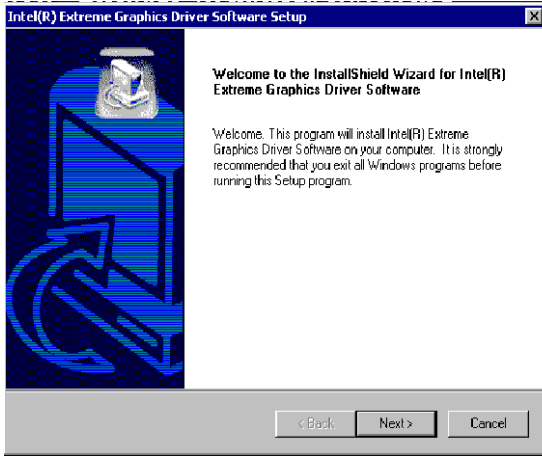 Intel(R) Extreme Graphics Driver Software Setup
Welcome to the InstallShield Wizard for Intel(R)
Extreme Graphics Driver Software
Welcome. This program will install Intel(R) Extreme
Graphics Driver Software on your computer. It is strongly
recommended that you exit all Windows programs before
running this Setup program.
< Back
Next >
Cancel